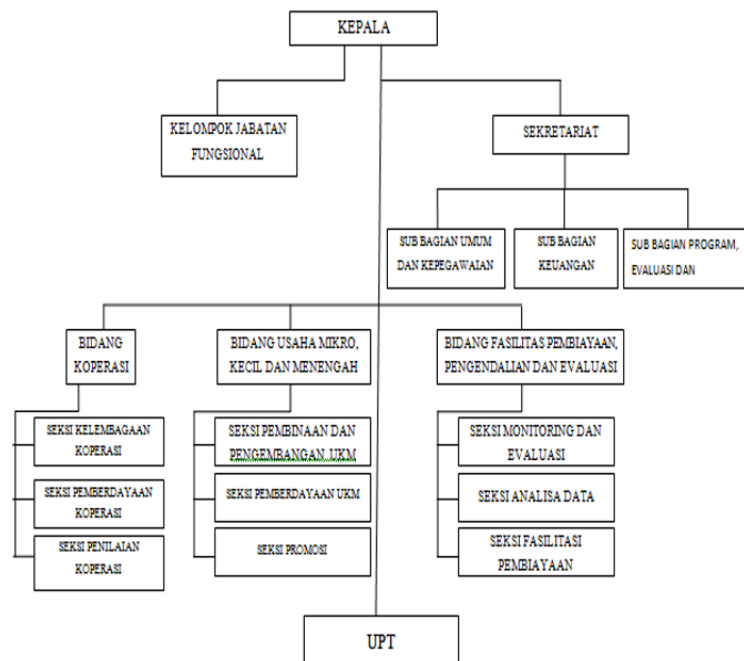 KEPALA
KELOMPOK JABATAN
FUNGSIONAL
SEKRETARIAT
SUB BAGIAN UMUM
DAN KEPEGAWAIAN
SUB BAGIAN
KEUANGAN
SUB BAGIAN PROGRAM,
EVALUASI DAN
BIDANG
KOPERASI
BIDANG USAHA MIKRO,
KECIL DAN MENENGAH
BIDANG FASILITAS PEMBIAYAAN,
PENGENDALIAN DAN EVALUASI
SEKSI KELEMBAGAAN
KOPERASI
SEKSI PEMBERDAYAAN
KOPERASI
SEKSI PENILAIAN
KOPERASI
SEKSI PEMBINAAN DAN
PENGEMBANGAN UKM
SEKSI PEMBERDAYAAN UKM
SEKSI PROMOSI
SEKSI MONITORING DAN
EVALUASI
SEKSI ANALISA DATA
SEKSI FASILITASI
PEMBIAYAAN
UPT